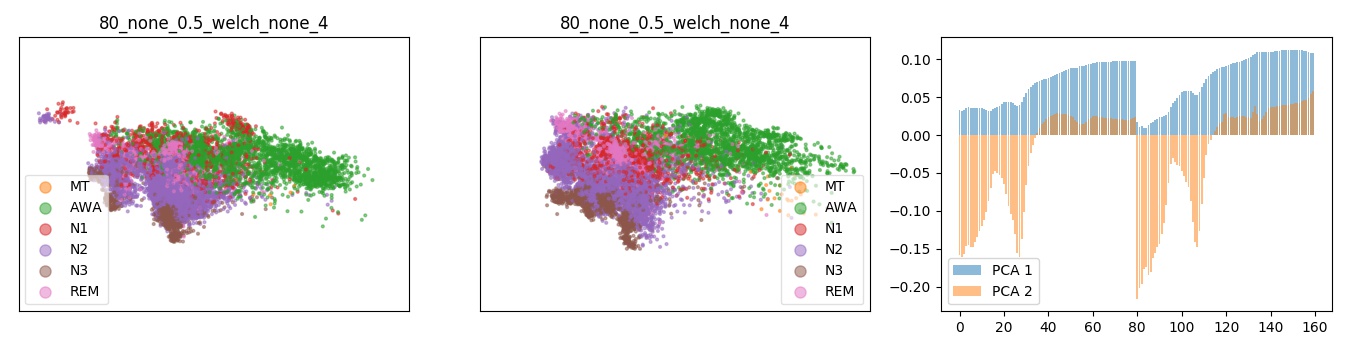 80_none_0.5_welch_none_4
MT
AWA
N1
N2
N3
REM
80_none_0.5_welch_none_4
MT
AWA
N1
N2
N3
REM
0.10
0.05
0.00
−0.05
−0.10
−0.15
−0.20
PCA 1
PCA 2
0 20 40 60 80 100 120 140 160